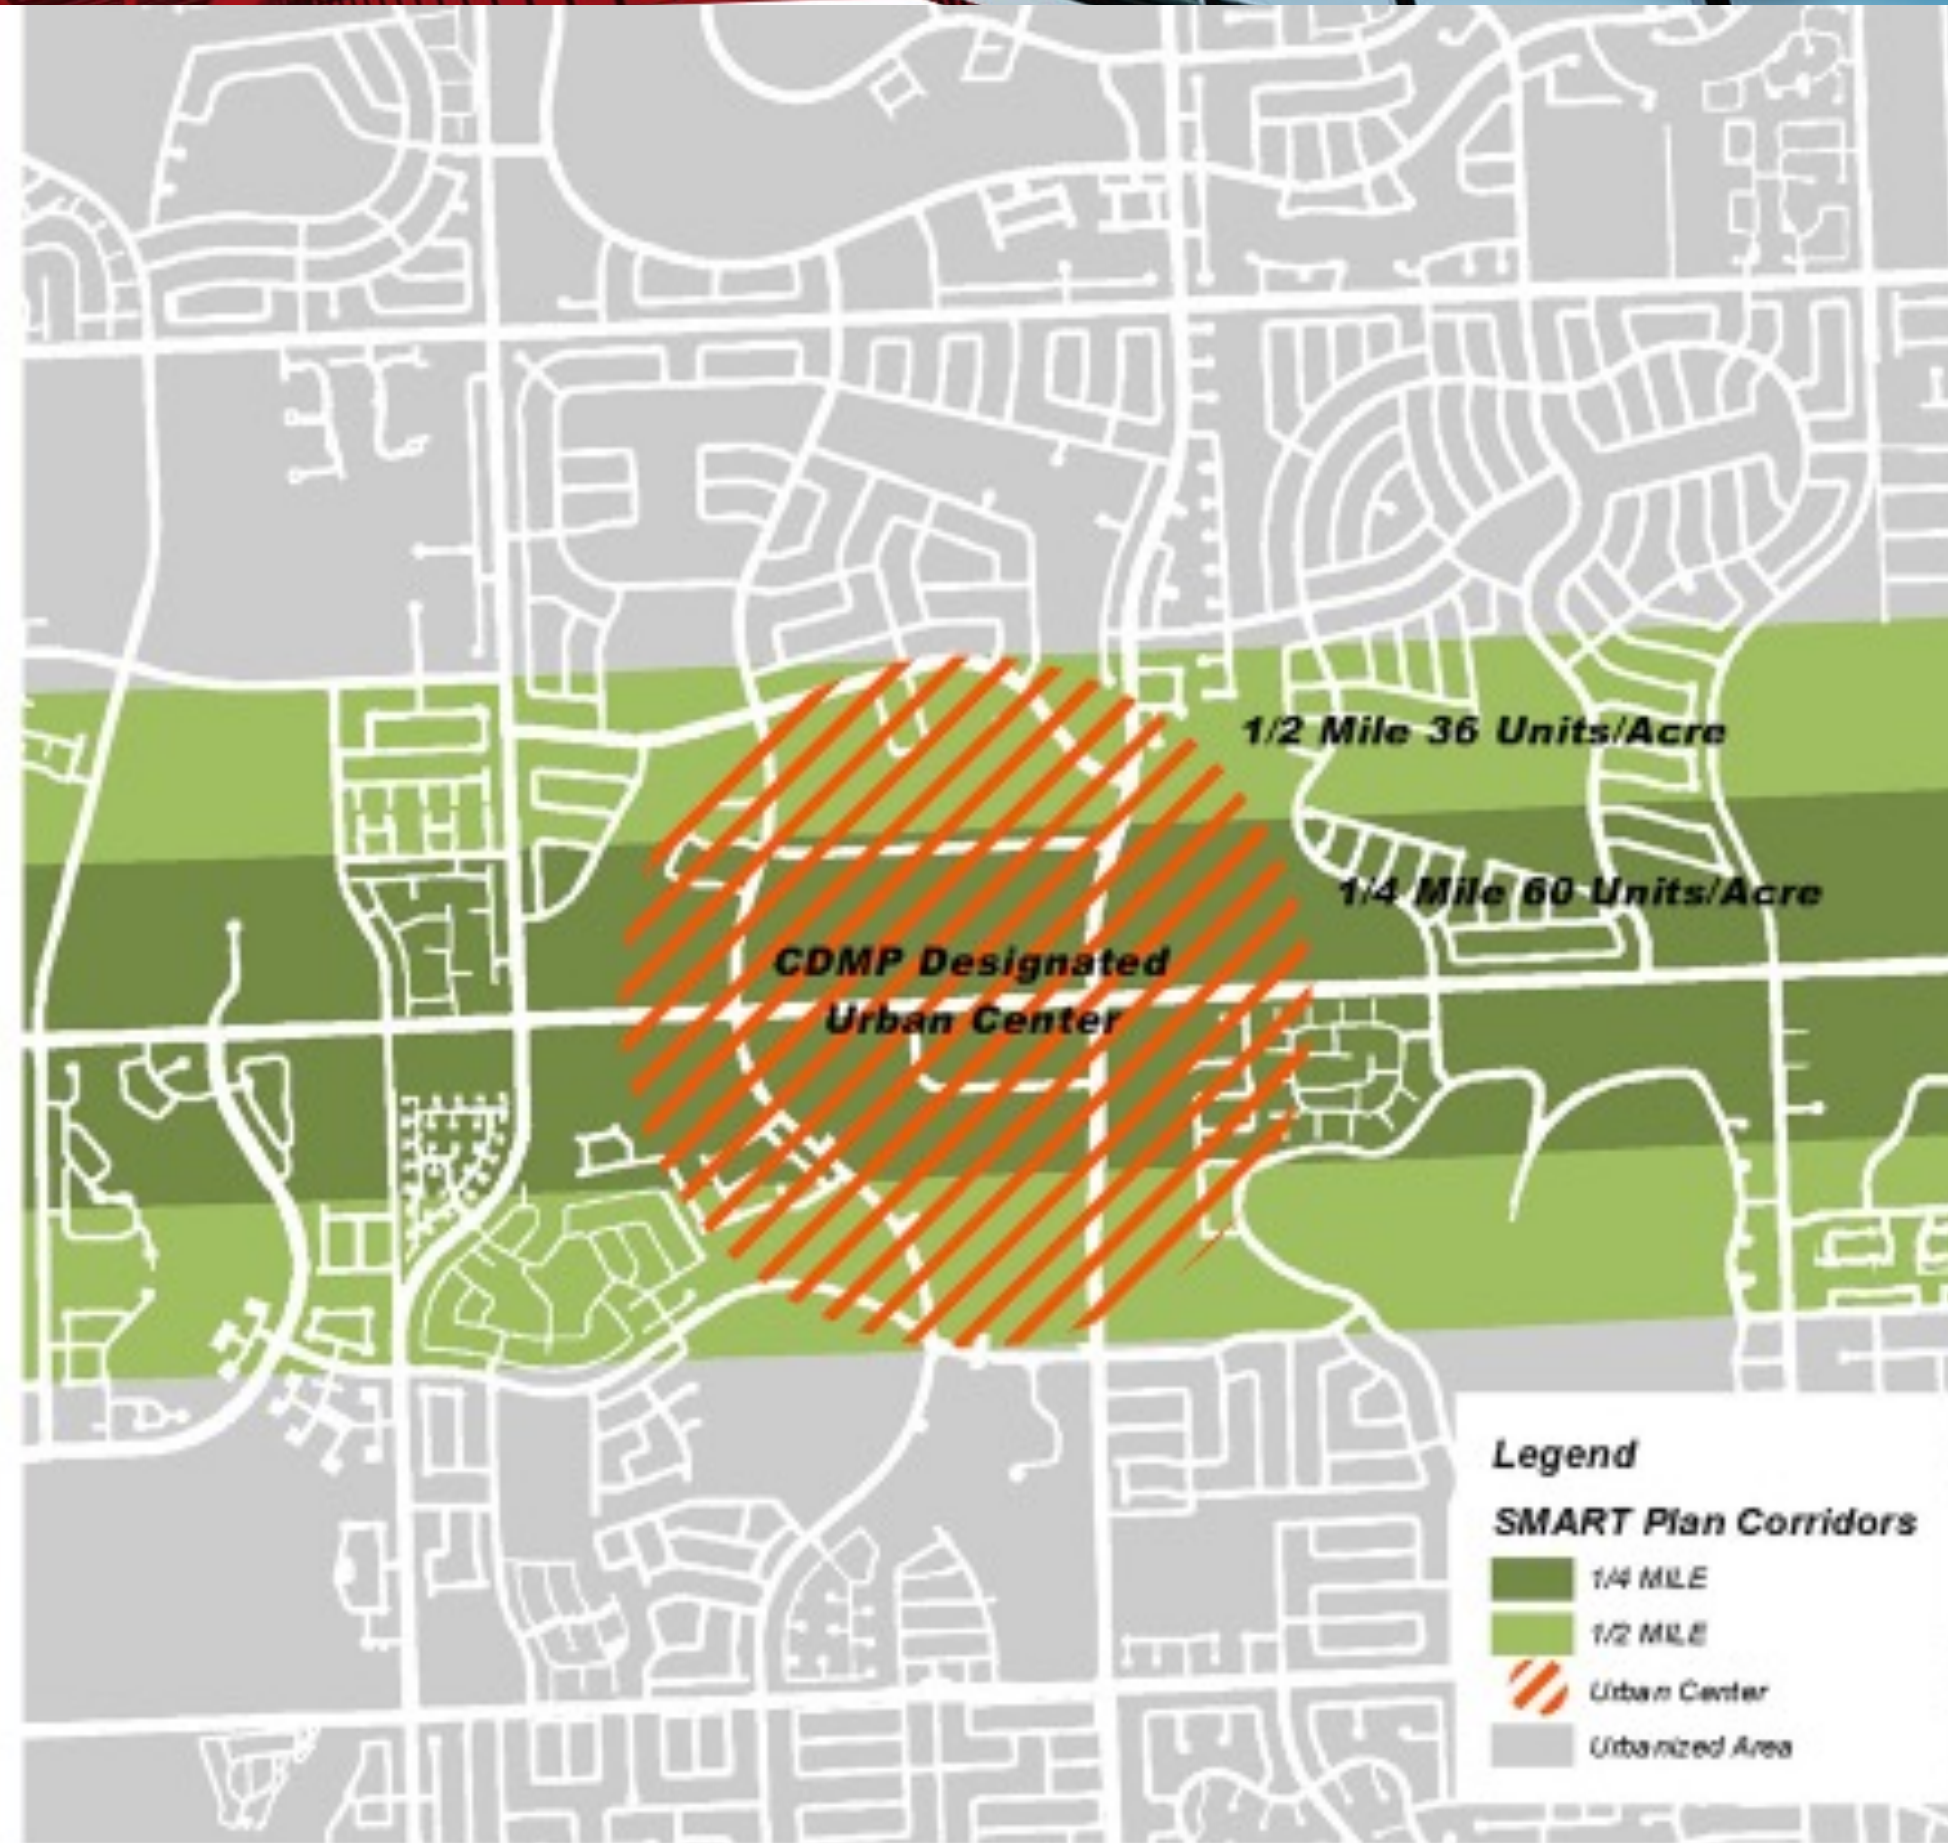 1/2 Mile 36 Units/Acre
1/4 Mile 60 Units/Acre
CDMP Designated
Urban Center
Legend
SMART Plan Corridors
1/4 MILE
1/2 MILE
Urban Center
Urbanized Area